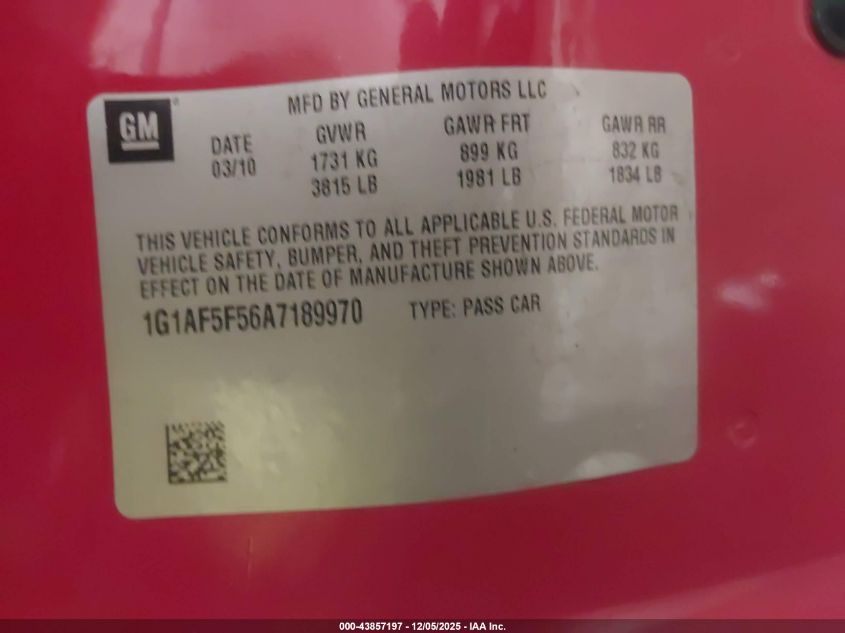 GM®
MFD BY GENERAL MOTORS LLC
DATE GVWR GAWR FRT GAWR RR
03/10 1731 KG 899 KG 832 KG
3815 LB 1981 LB 1834 LB
THIS VEHICLE CONFORMS TO ALL APPLICABLE U.S. FEDERAL MOTOR
VEHICLE SAFETY, BUMPER, AND THEFT PREVENTION STANDARDS IN
EFFECT ON THE DATE OF MANUFACTURE SHOWN ABOVE.
1G1AF5F56A7189970 TYPE: PASS CAR
000-43857197 - 12/05/2025 - IAA Inc.